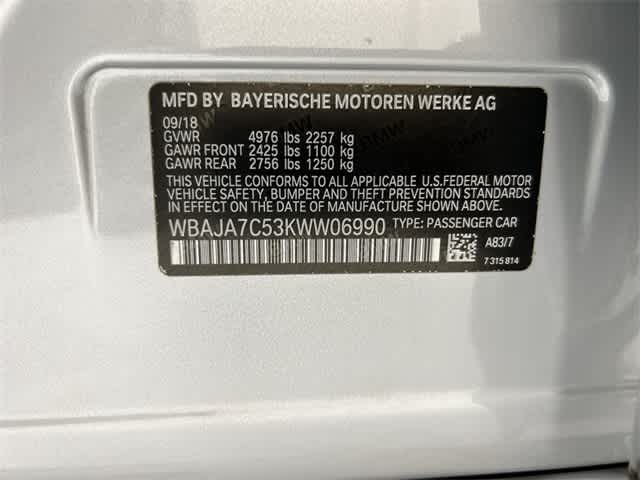 MFD BY BAYERISCHE MOTOREN WERKE AG
09/18
GVWR 4976 lbs 2257 kg
GAWR FRONT 2425 lbs 1100 kg
GAWR REAR 2756 lbs 1250 kg
THIS VEHICLE CONFORMS TO ALL APPLICABLE U.S.FEDERAL MOTOR
VEHICLE SAFETY, BUMPER AND THEFT PREVENTION STANDARDS
IN EFFECT ON THE DATE OF MANUFACTURE SHOWN ABOVE.
WBAJA7C53KWW06990 TYPE: PASSENGER CAR
A83/7
7 315 814